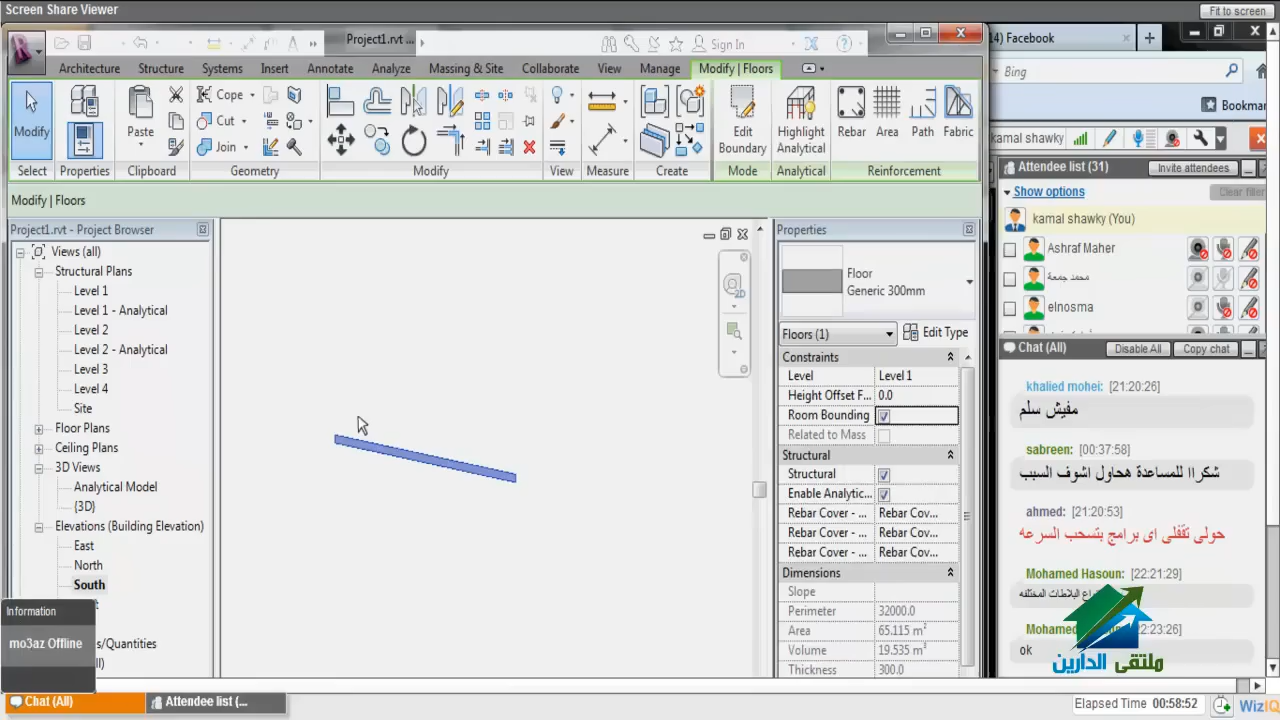 Screen Share Viewer
Fit to screen
Project1.rvt ...
Sign In
14) Facebook
Bing
Bookmar
Architecture
Structure
Systems
Insert
Annotate
Analyze
Massing & Site
Collaborate
View
Manage
Modify | Floors
Modify
Paste
Cope
Cut
Join
Edit
Boundary
Highlight
Analytical
Rebar
Area
Path
Fabric
Select
Properties
Clipboard
Geometry
Modify
View
Measure
Create
Mode
Analytical
Reinforcement
Modify | Floors
Project1.rvt - Project Browser
Views (all)
Structural Plans
Level 1
Level 1 - Analytical
Level 2
Level 2 - Analytical
Level 3
Level 4
Site
Floor Plans
Ceiling Plans
3D Views
Analytical Model
{3D}
Elevations (Building Elevation)
East
North
South
s/Quantities
Information
mo3az Offline
2D
Properties
Floor
Generic 300mm
Floors (1)
Edit Type
Constraints
Level Level 1
Height Offset F... 0.0
Room Bounding
Related to Mass
Structural
Structural
Enable Analytic...
Rebar Cover - ... Rebar Cov...
Rebar Cover - ... Rebar Cov...
Rebar Cover - ... Rebar Cov...
Dimensions
Slope
Perimeter 32000.0
Area 65.115 m²
Volume 19.535 m³
Thickness 300.0
kamal shawky
Attendee list (31)
Invite attendees
Show options
Clear filter
kamal shawky (You)
Ashraf Maher
محمد جمعة
elnosma
Chat (All)
Disable All
Copy chat
khalied mohei: [21:20:26]
مفيش سلم
sabreen: [00:37:58]
شكراا للمساعدة هحاول اشوف السبب
ahmed: [21:20:53]
حولى تقفلى اى برامج بتسحب السرعه
Mohamed Hasoun: [22:21:29]
البلاطات المختلفه
[22:23:26]
ok
ملتقى الدارين
Chat (All)
Attendee list (...
Elapsed Time 00:58:52
WizIQ